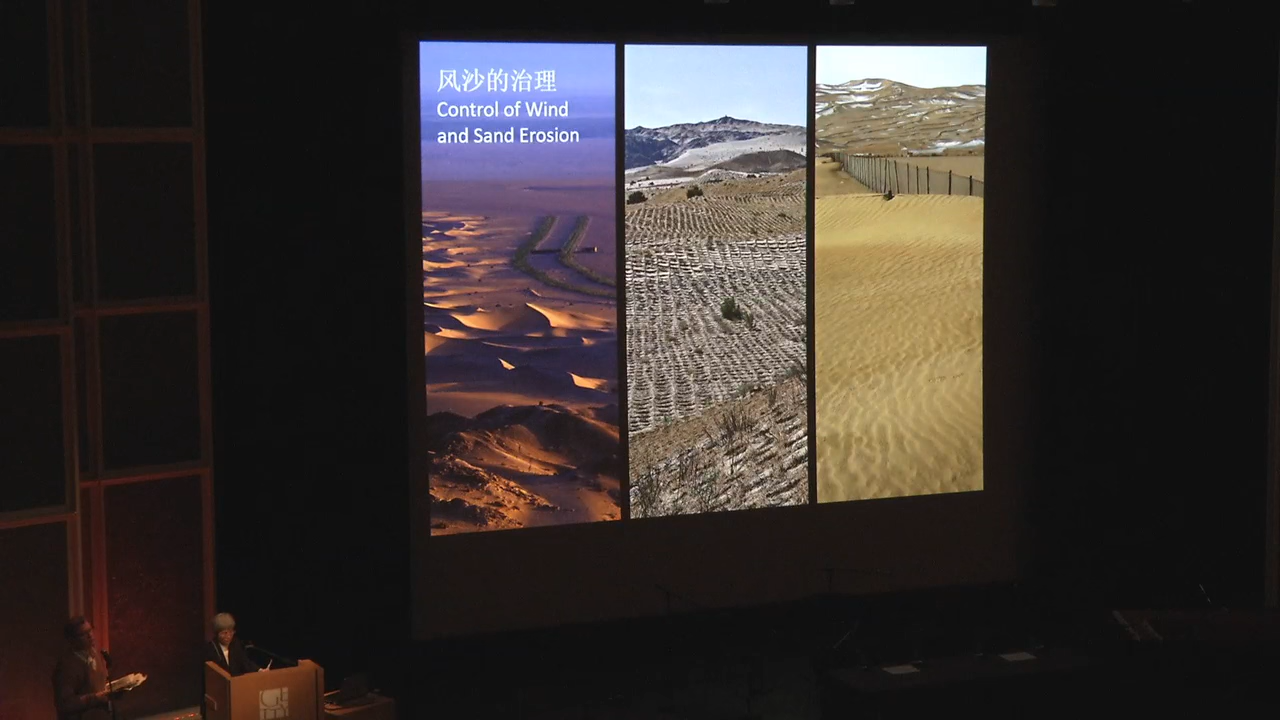 风沙的治理
Control of Wind
and Sand Erosion